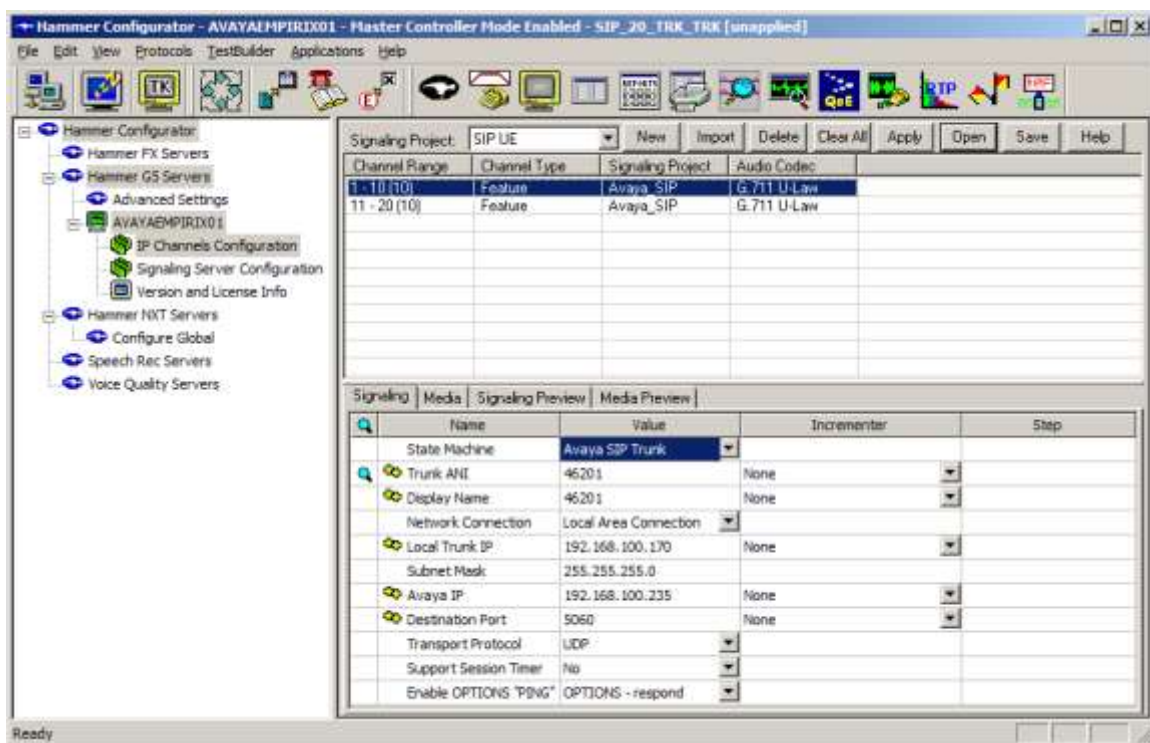 Hammer Configurator - AVAYAEMPIRIX01 - Master Controller Mode Enabled - SIP_20_TRK_TRK [unapplied]
File Edit View Protocols TestBuilder Applications Help
TK
E
QoE
RTP
Hammer Configurator
Hammer FX Servers
Hammer G5 Servers
Advanced Settings
AVAYAEMPIRIX01
IP Channels Configuration
Signaling Server Configuration
Version and License Info
Hammer NXT Servers
Configure Global
Speech Rec Servers
Voice Quality Servers
Signaling Project: SIP UE New Import Delete Clear All Apply Open Save Help
Channel Range Channel Type Signaling Project Audio Codec
1 - 10 (10) Feature Avaya_SIP G.711 U-Law
11 - 20 (10) Feature Avaya_SIP G.711 U-Law
Signaling Media Signaling Preview Media Preview
Name Value Incrementer Step
State Machine Avaya SIP Trunk
Trunk ANI 46201 None
Display Name 46201 None
Network Connection Local Area Connection
Local Trunk IP 192.168.100.170 None
Subnet Mask 255.255.255.0
Avaya IP 192.168.100.235 None
Destination Port 5060 None
Transport Protocol UDP
Support Session Timer No
Enable OPTIONS "PING" OPTIONS - respond
Ready